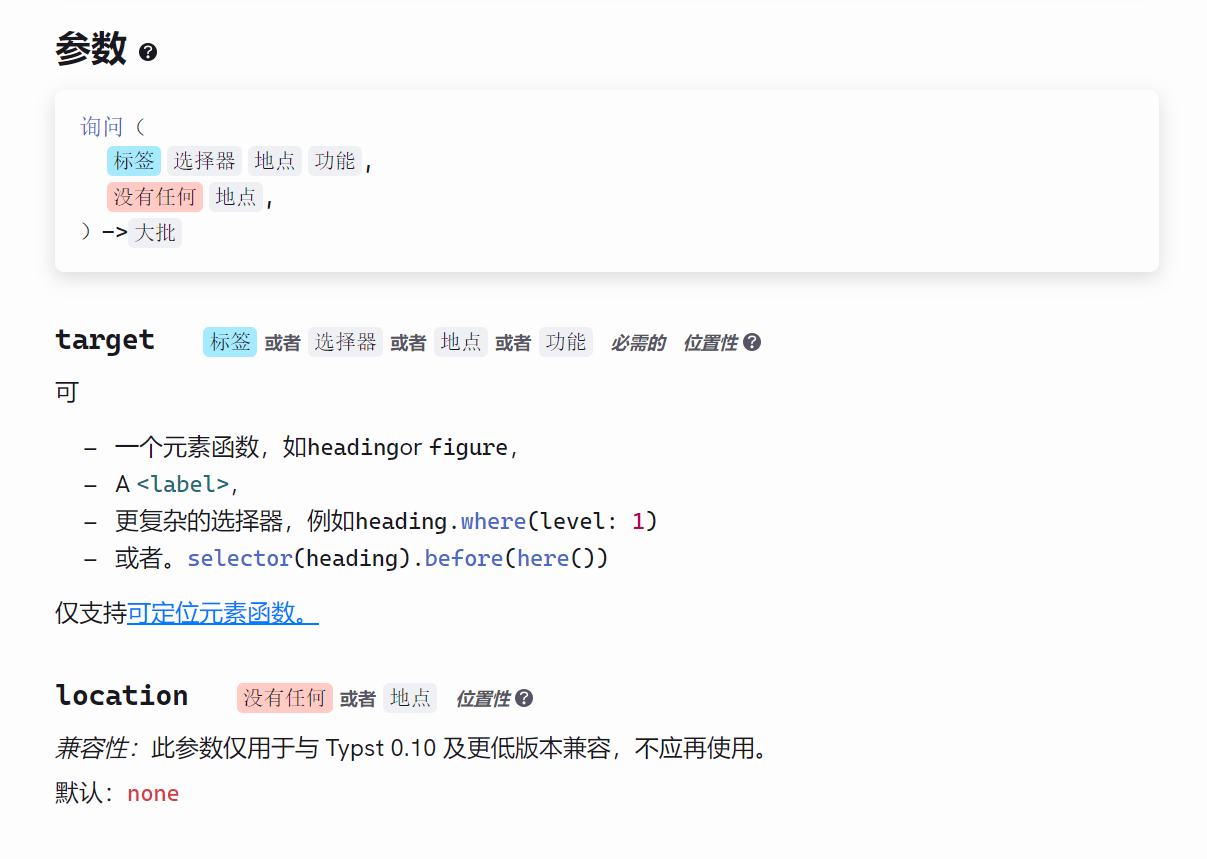 参数 ?
询问（
标签 选择器 地点 功能 ,
没有任何 地点 ,
）-> 大批
target 标签 或者 选择器 或者 地点 或者 功能 必需的 位置性 ?
可
– 一个元素函数，如headingor figure，
– A <label>，
– 更复杂的选择器，例如heading.where(level: 1)
– 或者。selector(heading).before(here())
仅支持可定位元素函数。
location 没有任何 或者 地点 位置性 ?
兼容性：此参数仅用于与 Typst 0.10 及更低版本兼容，不应再使用。
默认：none